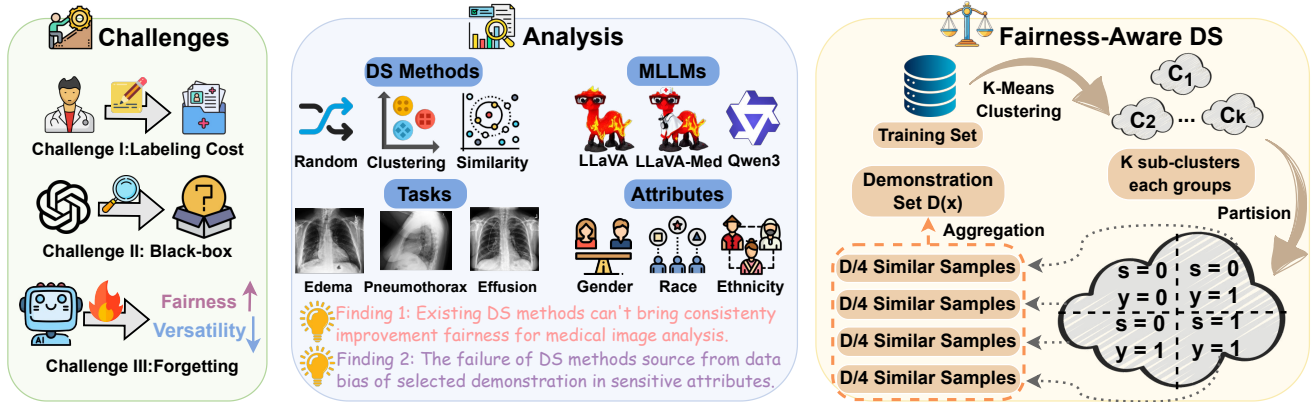 Challenges
Challenge I:Labeling Cost
Challenge II: Black-box
AI
Fairness
Versatility
Challenge III:Forgetting
Analysis
DS Methods
Random
Clustering
Similarity
MLLMs
LLaVA
LLaVA-Med
Qwen3
Tasks
Edema
Pneumothorax
Effusion
Attributes
Gender
Race
Ethnicity
Finding 1: Existing DS methods can't bring consistenty
improvement fairness for medical image analysis.
Finding 2: The failure of DS methods source from data
bias of selected demonstration in sensitive attributes.
Fairness-Aware DS
Training Set
K-Means
Clustering
C1
C2
...
Ck
K sub-clusters
each groups
Partision
s = 0
y = 0
s = 0
y = 1
s = 0
y = 1
s = 1
y = 1
D/4 Similar Samples
D/4 Similar Samples
D/4 Similar Samples
D/4 Similar Samples
Aggregation
Demonstration
Set D(x)